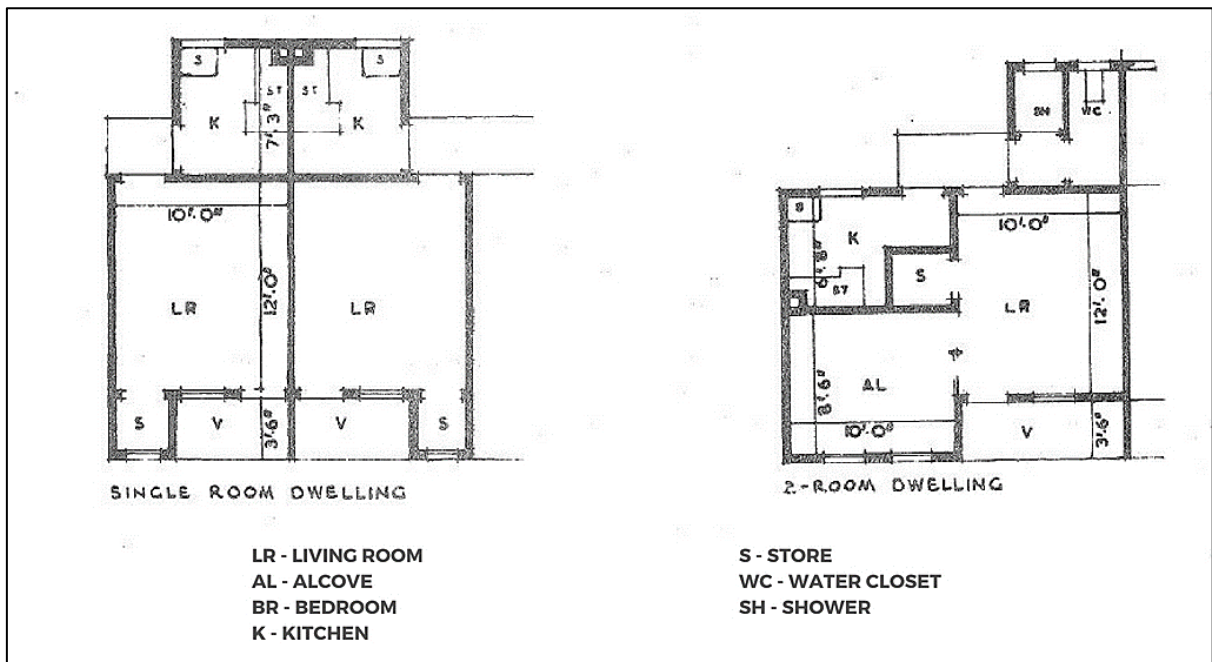 S
S
ST
ST
K
7'.3"
K
10'.0"
12'.0"
LR
LR
S
V
3'.6"
V
S
SINGLE ROOM DWELLING
SH
WC
S
K
6'.8"
ST
S
10'.0"
12'.0"
LR
AL
8'.6"
10'.0"
V
3'.6"
2-ROOM DWELLING
LR - LIVING ROOM
AL - ALCOVE
BR - BEDROOM
K - KITCHEN
S - STORE
WC - WATER CLOSET
SH - SHOWER